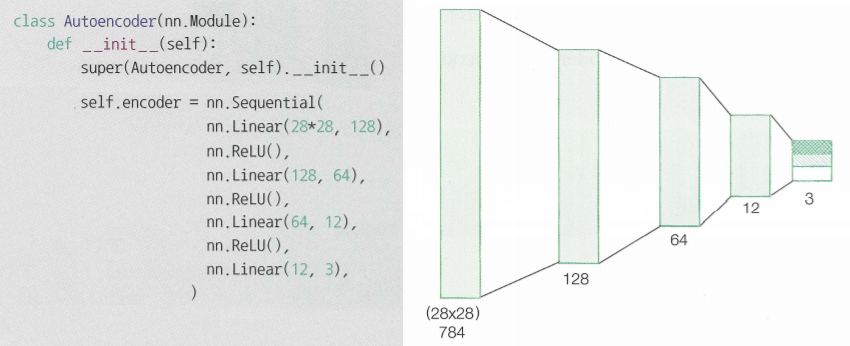 class Autoencoder(nn.Module):
    def __init__(self):
        super(Autoencoder, self).__init__()
        self.encoder = nn.Sequential(
                        nn.Linear(28*28, 128),
                        nn.ReLU(),
                        nn.Linear(128, 64),
                        nn.ReLU(),
                        nn.Linear(64, 12),
                        nn.ReLU(),
                        nn.Linear(12, 3),
                       )
(28x28)
784
128
64
12
3